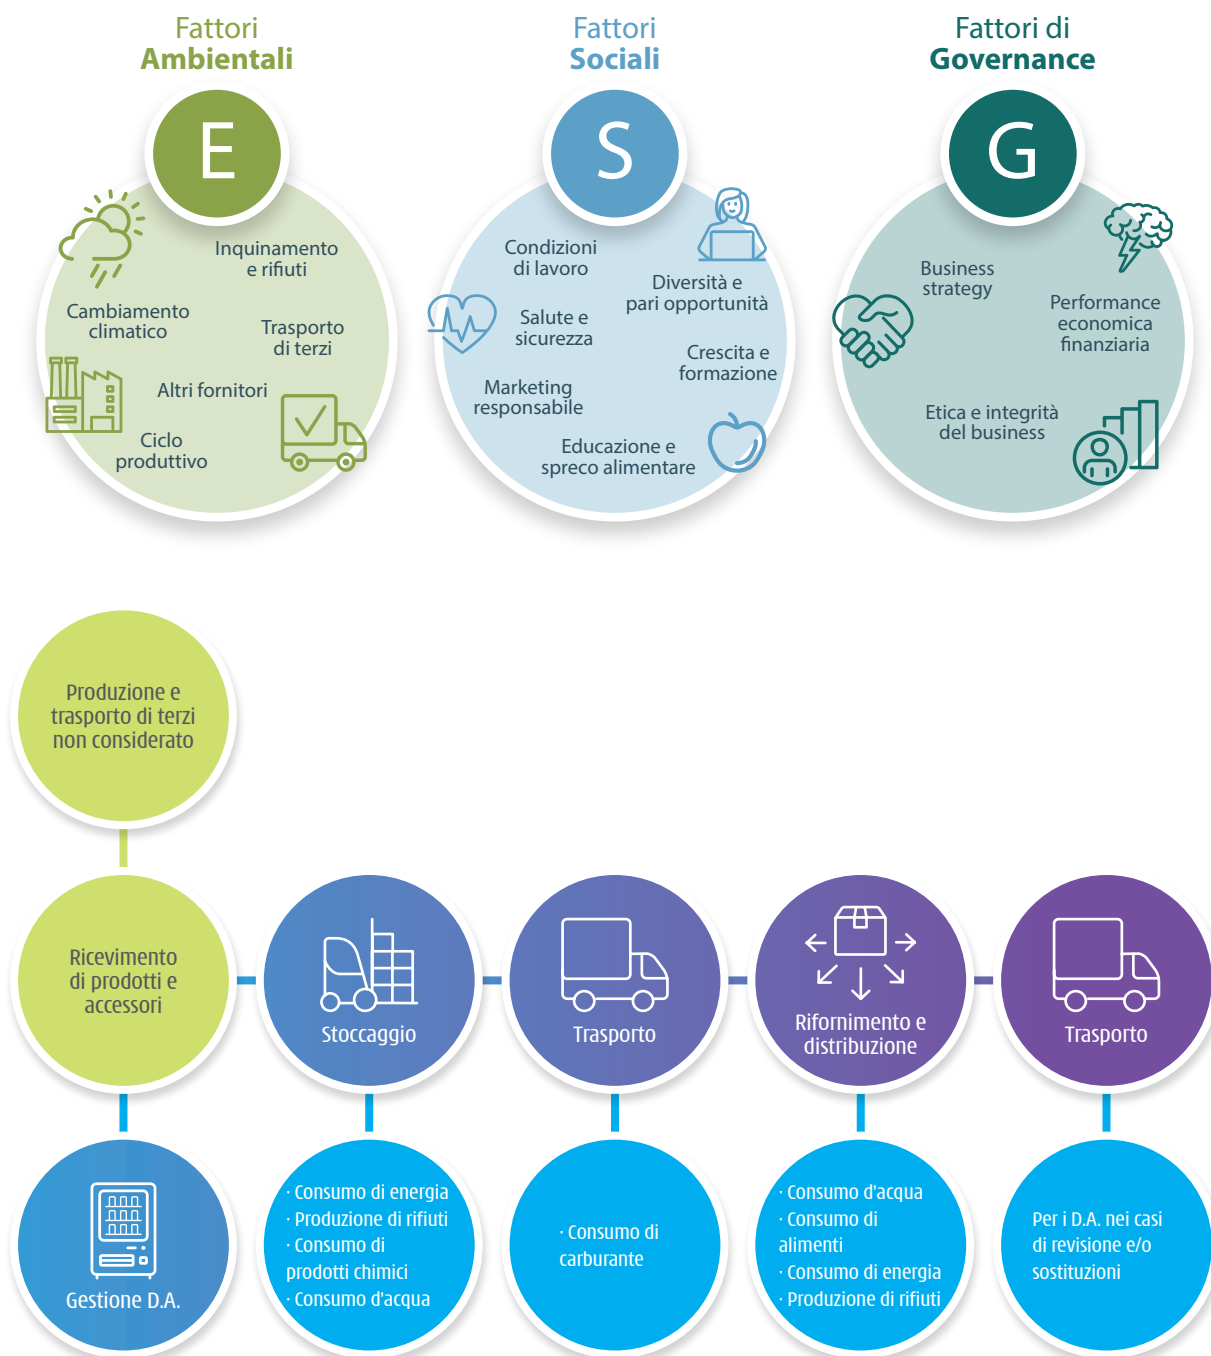 Fattori
Ambientali
E
Inquinamento
e rifiuti
Cambiamento
climatico
Trasporto
di terzi
Altri fornitori
Ciclo
produttivo
Fattori
Sociali
S
Condizioni
di lavoro
Diversità e
pari opportunità
Salute e
sicurezza
Crescita e
formazione
Marketing
responsabile
Educazione e
spreco alimentare
Fattori di
Governance
G
Business
strategy
Performance
economica
finanziaria
Etica e integrità
del business
Produzione e
trasporto di terzi
non considerato
Ricevimento
di prodotti e
accessori
Stoccaggio
Trasporto
Rifornimento e
distribuzione
Trasporto
Gestione D.A.
· Consumo di energia
· Produzione di rifiuti
· Consumo di
prodotti chimici
· Consumo d'acqua
· Consumo di
carburante
· Consumo d'acqua
· Consumo di
alimenti
· Consumo di energia
· Produzione di rifiuti
Per i D.A. nei casi
di revisione e/o
sostituzioni